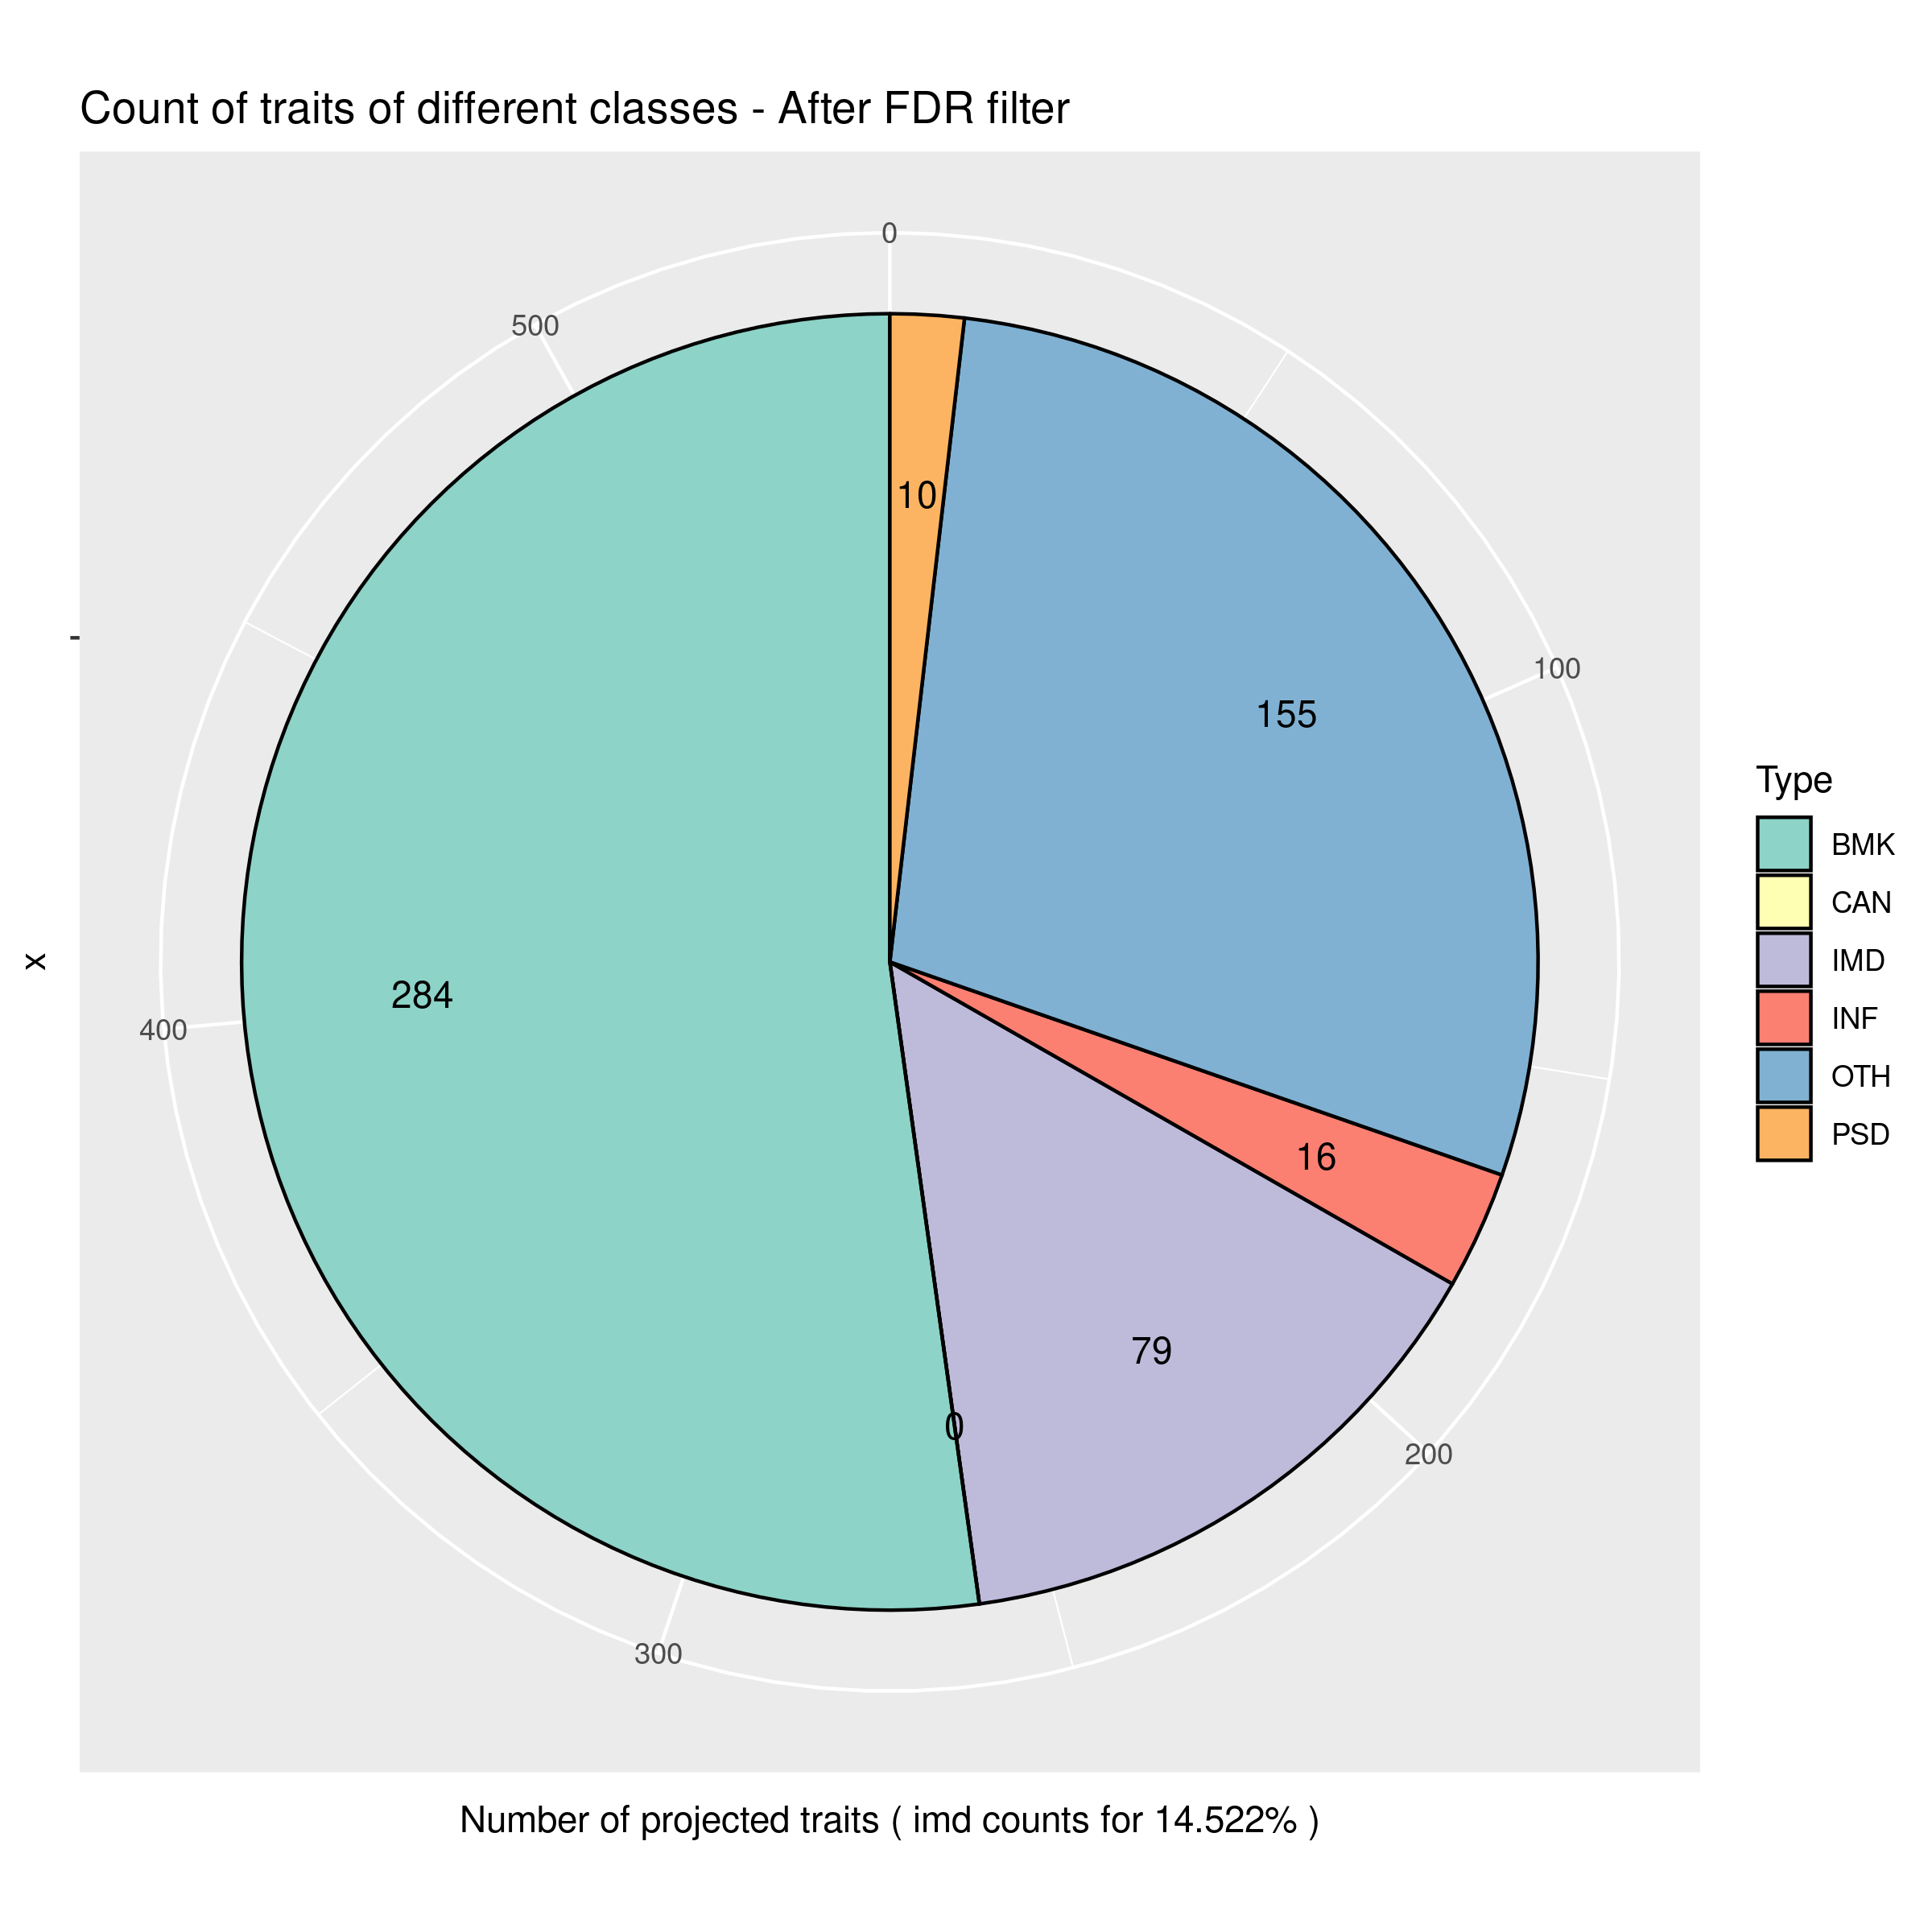 Count of traits of different classes - After FDR filter
0
500
10
100
155
Type
BMK
CAN
IMD
INF
OTH
PSD
x
284
400
16
79
0
200
300
Number of projected traits ( imd counts for 14.522% )